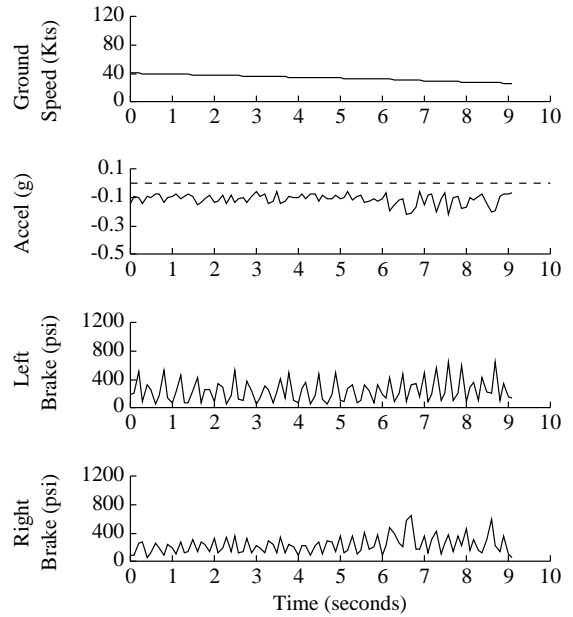 Ground
Speed (Kts)
120
80
40
0
0 1 2 3 4 5 6 7 8 9 10
Accel (g)
0.1
-0.1
-0.3
-0.5
0 1 2 3 4 5 6 7 8 9 10
Left
Brake (psi)
1200
800
400
0
0 1 2 3 4 5 6 7 8 9 10
Right
Brake (psi)
1200
800
400
0
0 1 2 3 4 5 6 7 8 9 10
Time (seconds)